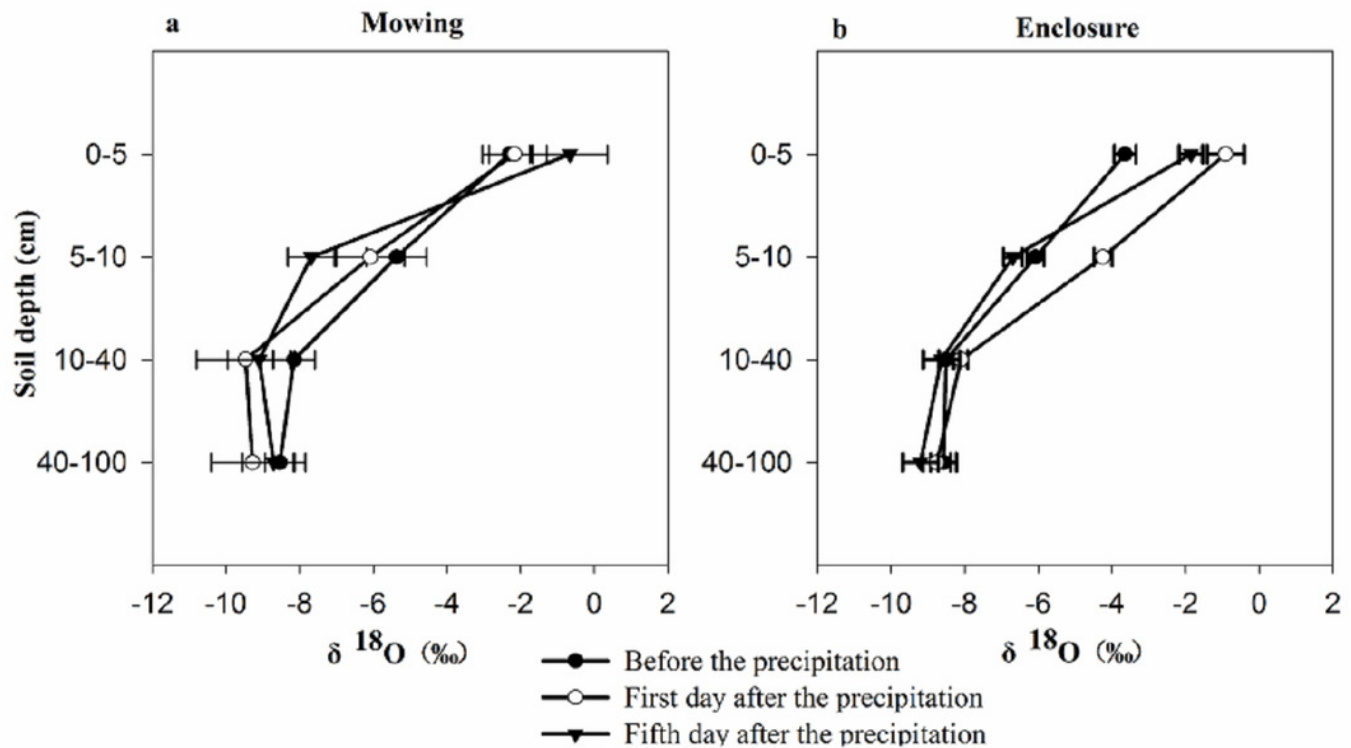 a Mowing
b Enclosure
Soil depth (cm)
0-5
5-10
10-40
40-100
0-5
5-10
10-40
40-100
-12 -10 -8 -6 -4 -2 0 2
-12 -10 -8 -6 -4 -2 0 2
δ ¹⁸O (‰)
δ ¹⁸O (‰)
Before the precipitation
First day after the precipitation
Fifth day after the precipitation